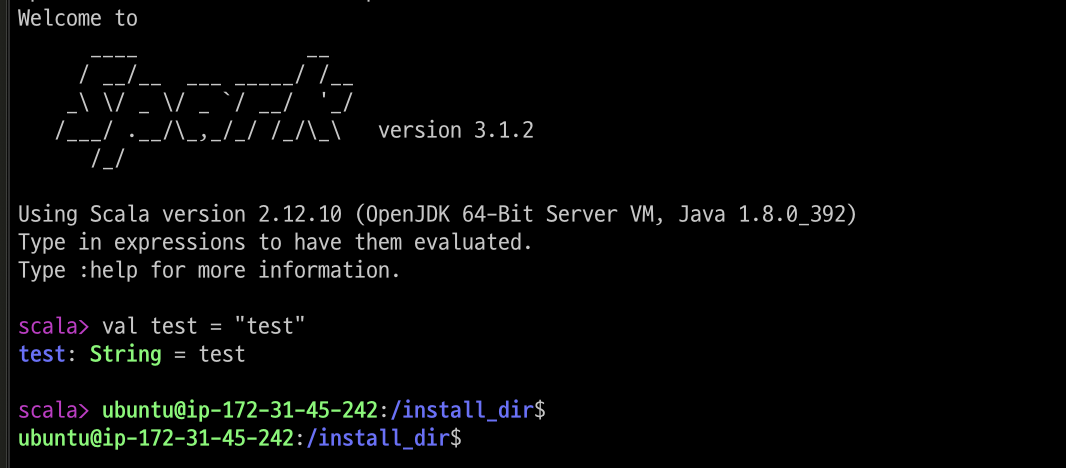 Welcome to
      ____              __
     / __/__  ___ _____/ /__
    _\ \/ _ \/ _ `/ __/  '_/
   /___/ .__/\_,_/_/ /_/\_\   version 3.1.2
      /_/
Using Scala version 2.12.10 (OpenJDK 64-Bit Server VM, Java 1.8.0_392)
Type in expressions to have them evaluated.
Type :help for more information.
scala> val test = "test"
test: String = test
scala> ubuntu@ip-172-31-45-242:/install_dir$
ubuntu@ip-172-31-45-242:/install_dir$